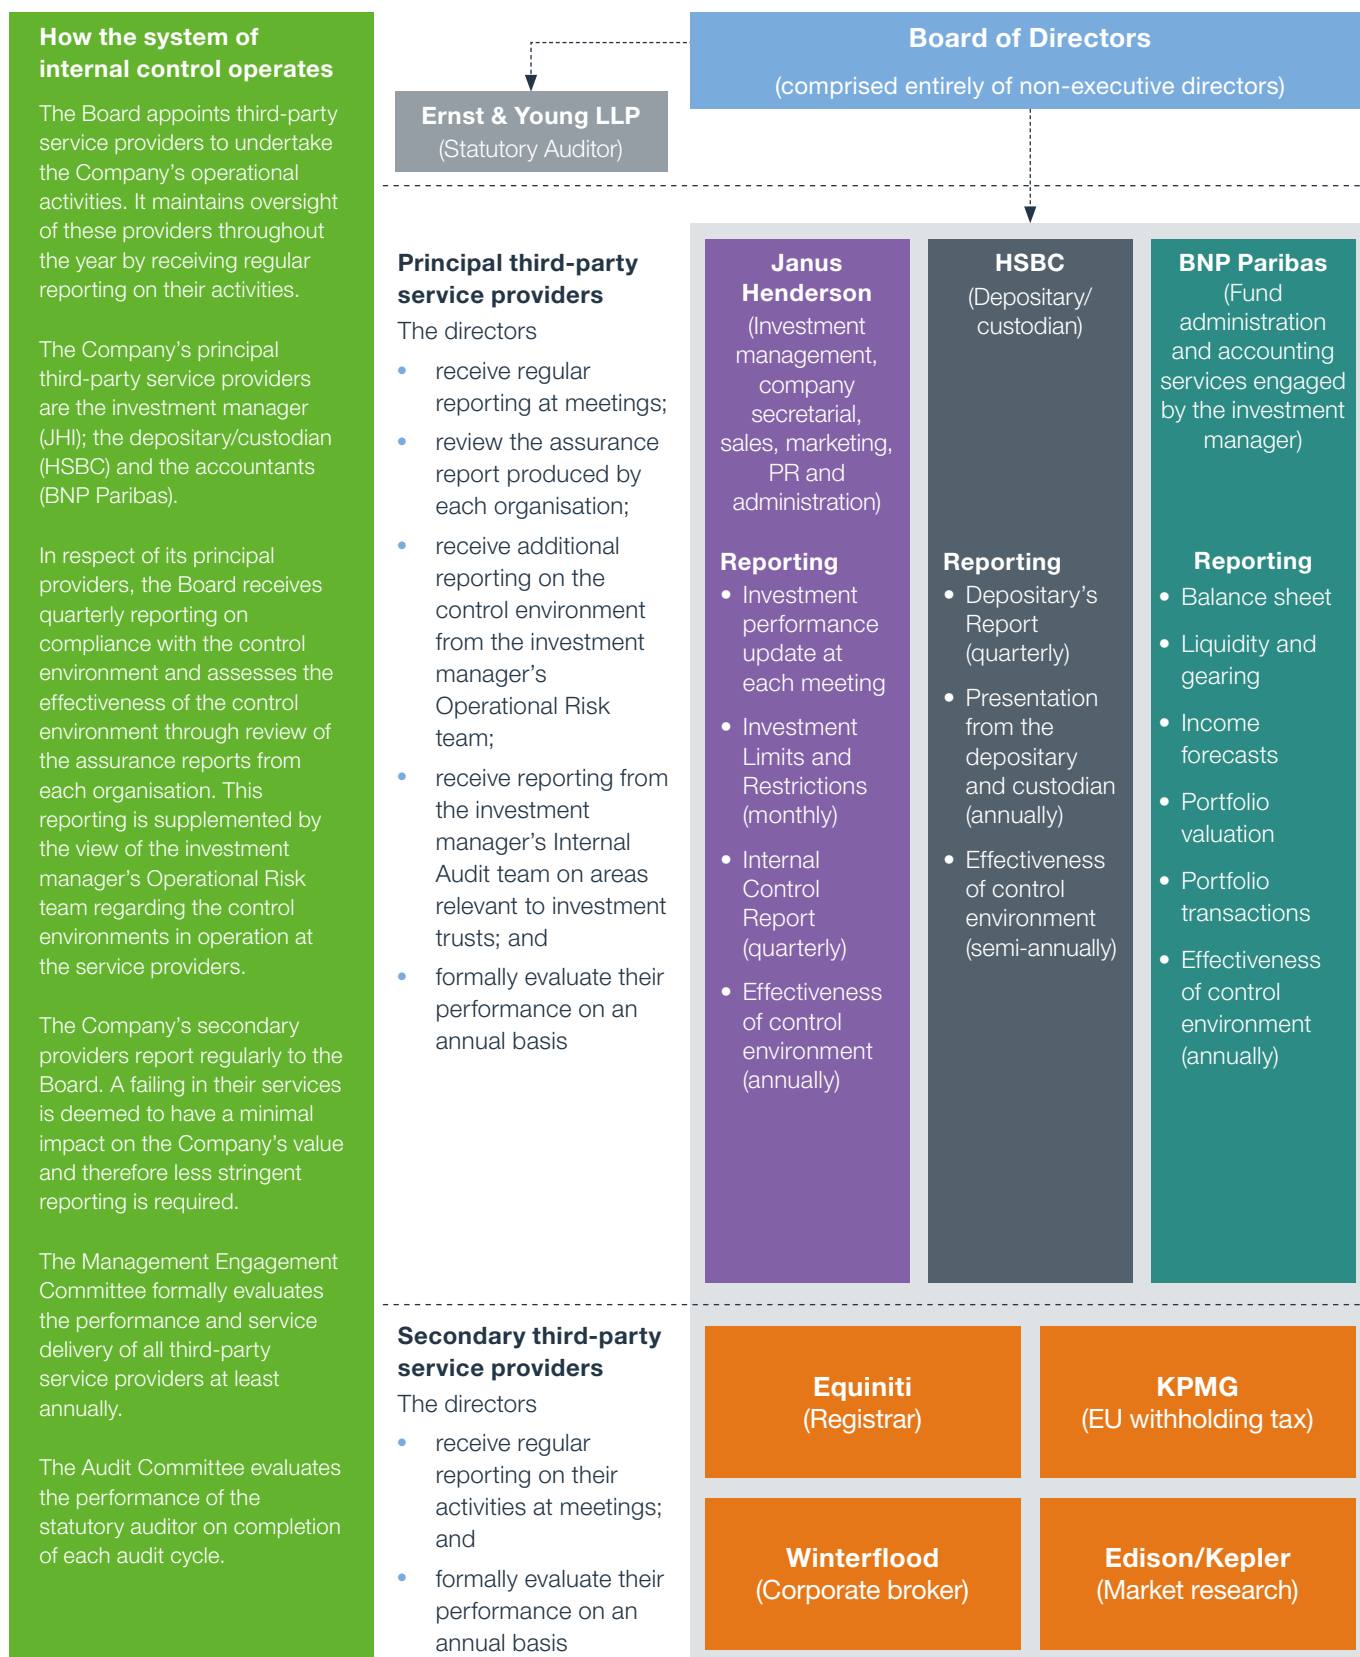 How the system of
internal control operates
The Board appoints third-party
service providers to undertake
the Company's operational
activities. It maintains oversight
of these providers throughout
the year by receiving regular
reporting on their activities.
The Company's principal
third-party service providers
are the investment manager
(JHI); the depositary/custodian
(HSBC) and the accountants
(BNP Paribas).
In respect of its principal
providers, the Board receives
quarterly reporting on
compliance with the control
environment and assesses the
effectiveness of the control
environment through review of
the assurance reports from
each organisation. This
reporting is supplemented by
the view of the investment
manager's Operational Risk
team regarding the control
environments in operation at
the service providers.
The Company's secondary
providers report regularly to the
Board. A failing in their services
is deemed to have a minimal
impact on the Company's value
and therefore less stringent
reporting is required.
The Management Engagement
Committee formally evaluates
the performance and service
delivery of all third-party
service providers at least
annually.
The Audit Committee evaluates
the performance of the
statutory auditor on completion
of each audit cycle.
Board of Directors
(comprised entirely of non-executive directors)
Ernst & Young LLP
(Statutory Auditor)
Principal third-party
service providers
The directors
• receive regular
reporting at meetings;
• review the assurance
report produced by
each organisation;
• receive additional
reporting on the
control environment
from the investment
manager's
Operational Risk
team;
• receive reporting from
the investment
manager's Internal
Audit team on areas
relevant to investment
trusts; and
• formally evaluate their
performance on an
annual basis
Janus
Henderson
(Investment
management,
company
secretarial,
sales, marketing,
PR and
administration)
Reporting
• Investment
performance
update at
each meeting
• Investment
Limits and
Restrictions
(monthly)
• Internal
Control
Report
(quarterly)
• Effectiveness
of control
environment
(annually)
HSBC
(Depositary/
custodian)
Reporting
• Depositary's
Report
(quarterly)
• Presentation
from the
depositary
and custodian
(annually)
• Effectiveness
of control
environment
(semi-annually)
BNP Paribas
(Fund
administration
and accounting
services engaged
by the investment
manager)
Reporting
• Balance sheet
• Liquidity and
gearing
• Income
forecasts
• Portfolio
valuation
• Portfolio
transactions
• Effectiveness
of control
environment
(annually)
Secondary third-party
service providers
The directors
• receive regular
reporting on their
activities at meetings;
and
• formally evaluate their
performance on an
annual basis
Equiniti
(Registrar)
KPMG
(EU withholding tax)
Winterflood
(Corporate broker)
Edison/Kepler
(Market research)